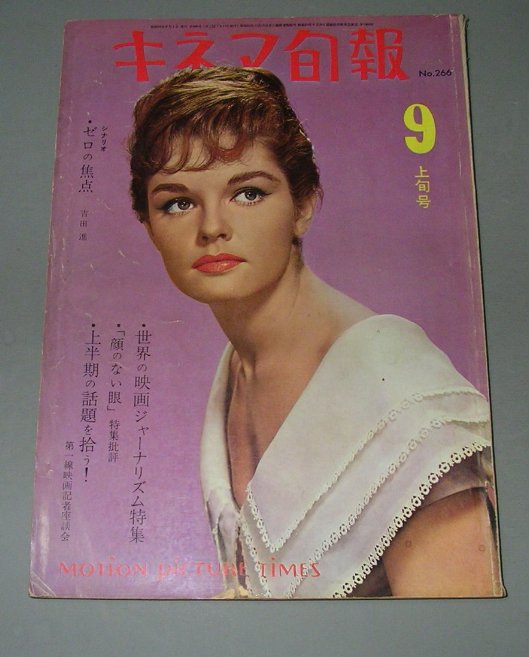 キネマ旬報
No.266
9
上旬号
シナリオ
・ゼロの焦点
吉田 進
・世界の映画ジャーナリズム特集
・「顔のない眼」特集批評
・上半期の話題を拾う!
第一線映画記者座談会
MOTION PICTURE TIMES